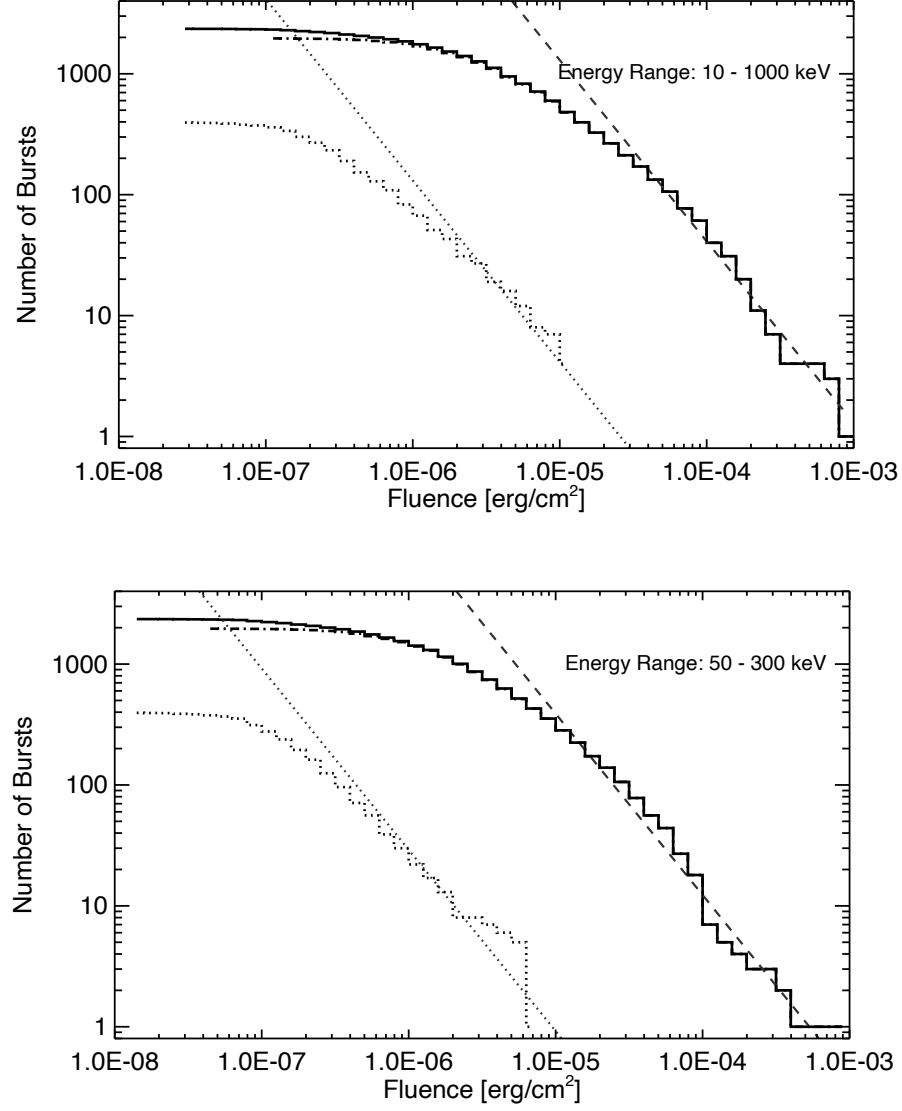 1000
Energy Range: 10 - 1000 keV
100
10
1
Number of Bursts
1.0E-08 1.0E-07 1.0E-06 1.0E-05 1.0E-04 1.0E-03
Fluence [erg/cm²]
1000
Energy Range: 50 - 300 keV
100
10
1
Number of Bursts
1.0E-08 1.0E-07 1.0E-06 1.0E-05 1.0E-04 1.0E-03
Fluence [erg/cm²]